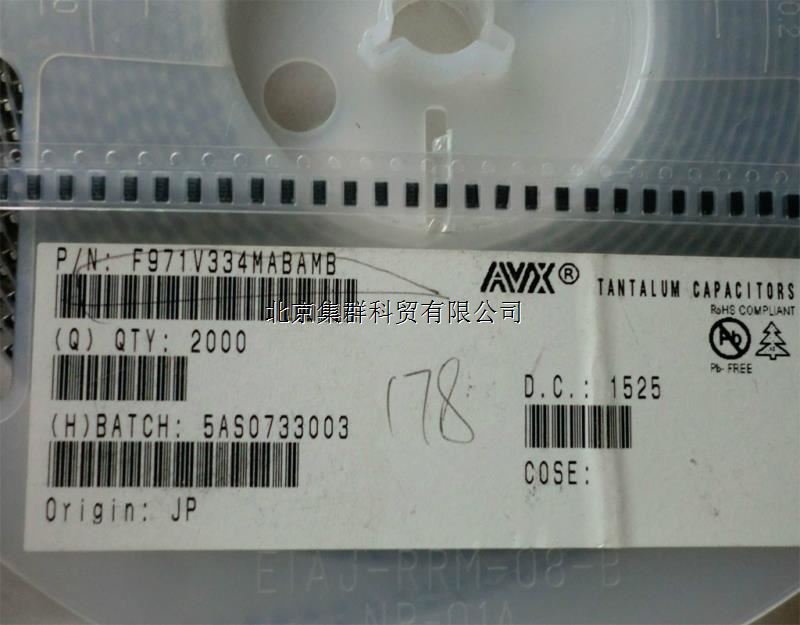 P/N: F971V334MABAMB
AVX® TANTALUM CAPACITORS
RoHS COMPLIANT
Pb
Pb- FREE
北京集群科贸有限公司
(Q) QTY: 2000
178
D.C.: 1525
(H)BATCH: 5AS0733003
COSE:
Origin: JP
EIAJ-RRM-08-B
NP-01A